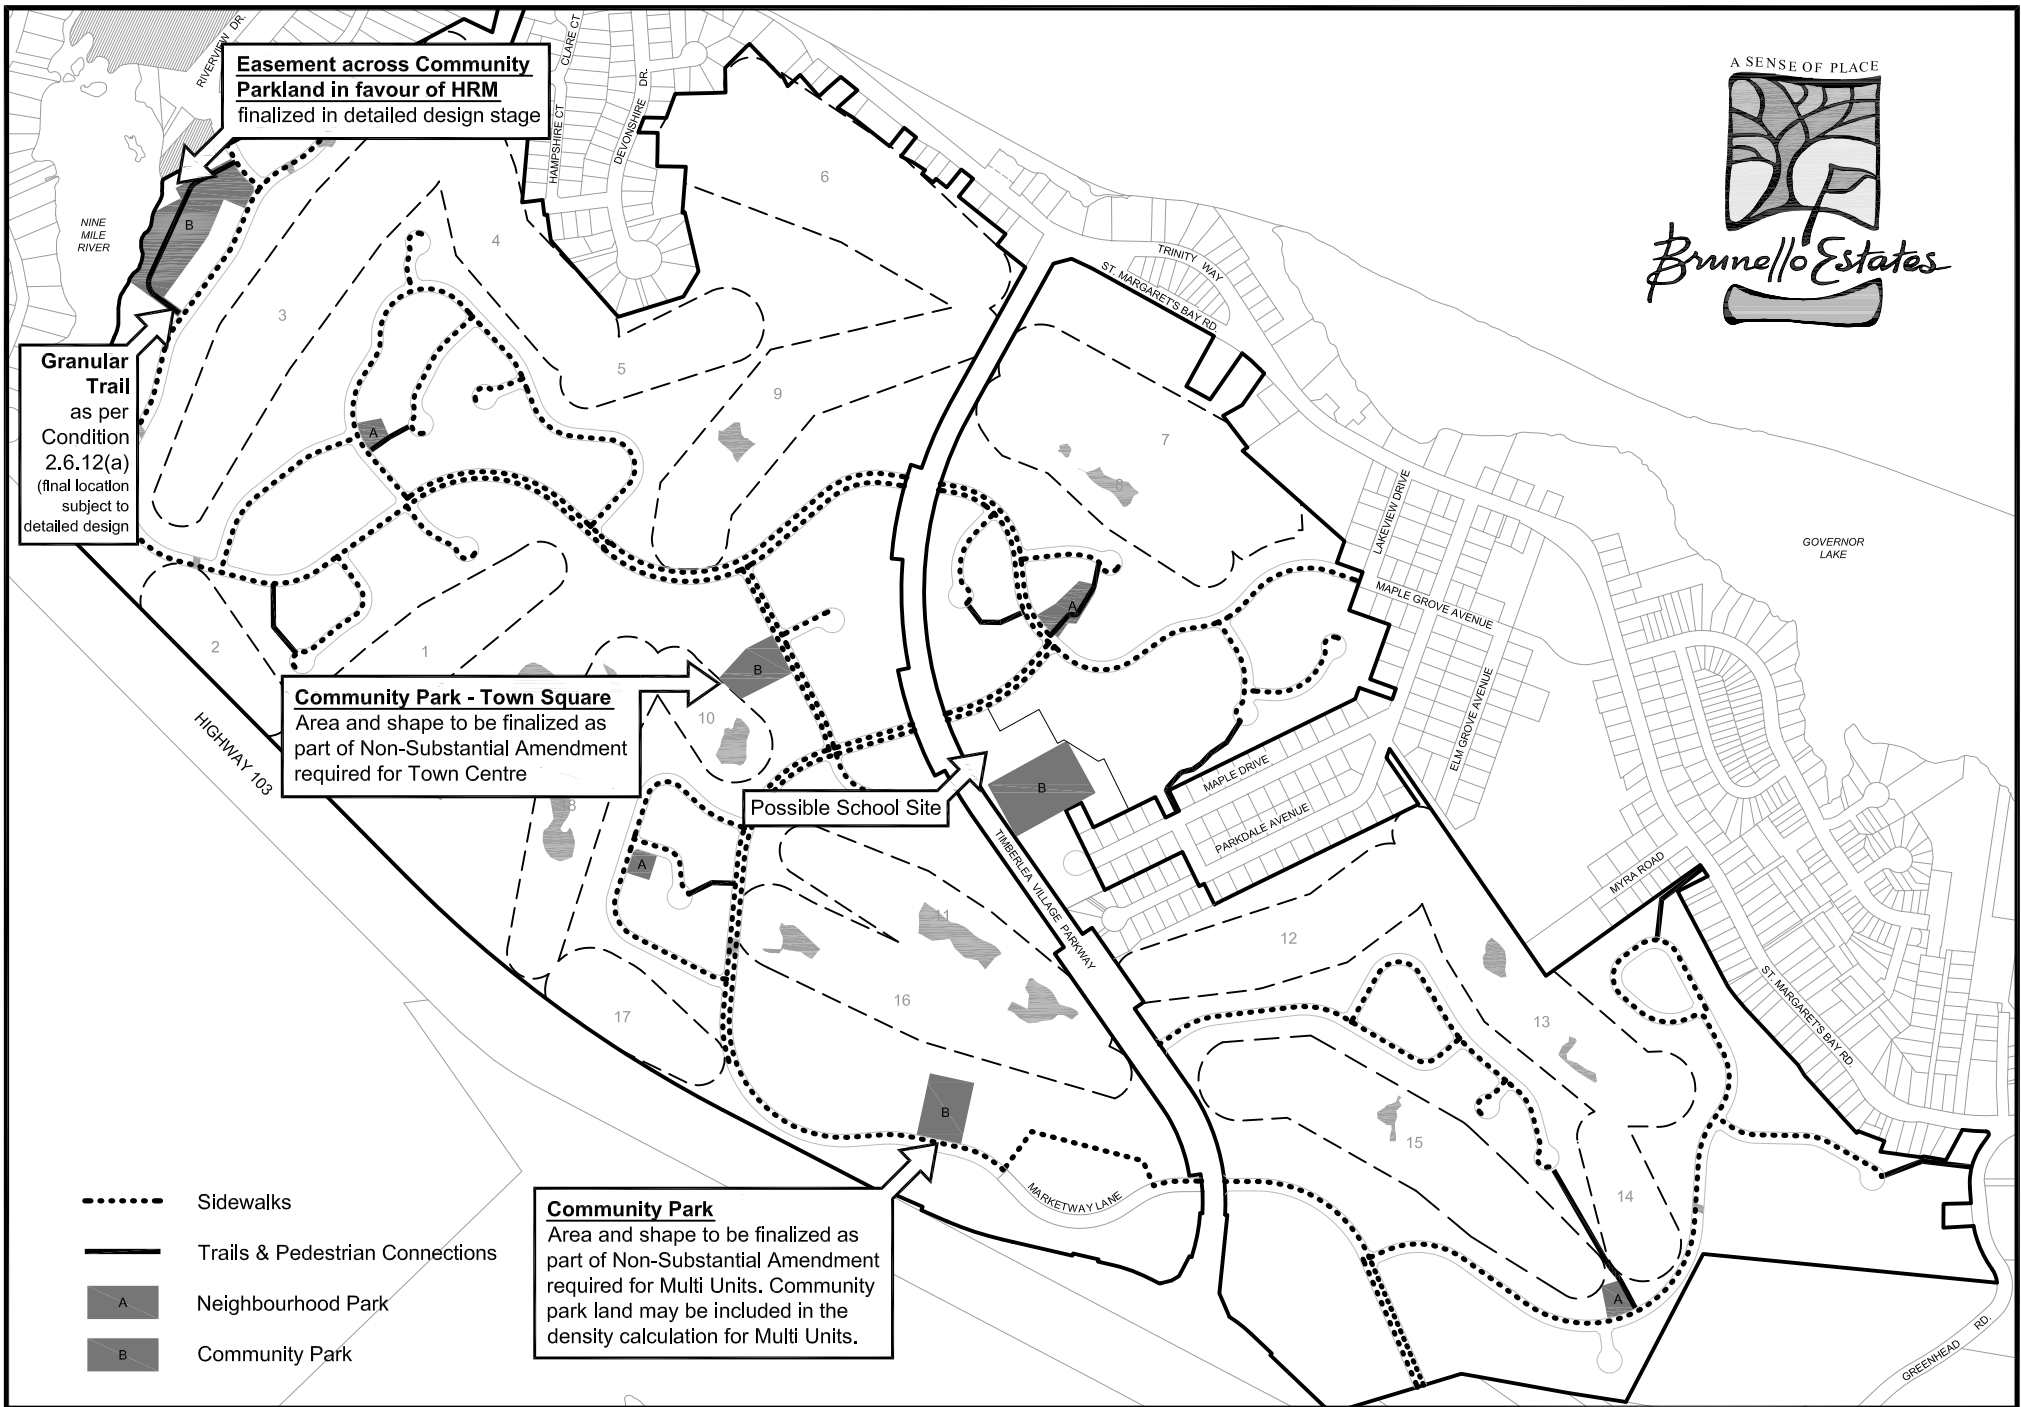 RIVERVIEW DR.
CLARE CT
HAMPSHIRE CT
DEVONSHIRE DR.
Easement across Community
Parkland in favour of HRM
finalized in detailed design stage
A SENSE OF PLACE
Brunello Estates
NINE
MILE
RIVER
B
3
4
5
6
9
7
8
TRINITY WAY
ST. MARGARET'S BAY RD.
Granular
Trail
as per
Condition
2.6.12(a)
(final location
subject to
detailed design
A
LAKEVIEW DRIVE
GOVERNOR
LAKE
MAPLE GROVE AVENUE
ELM GROVE AVENUE
A
2
1
B
10
HIGHWAY 103
Community Park - Town Square
Area and shape to be finalized as
part of Non-Substantial Amendment
required for Town Centre
18
Possible School Site
B
MAPLE DRIVE
PARKDALE AVENUE
MYRA ROAD
TIMBERLEA VILLAGE PARKWAY
A
11
12
16
17
13
ST. MARGARET'S BAY RD.
B
15
14
MARKETWAY LANE
A
GREENHEAD RD.
Community Park
Area and shape to be finalized as
part of Non-Substantial Amendment
required for Multi Units. Community
park land may be included in the
density calculation for Multi Units.
Sidewalks
Trails & Pedestrian Connections
A Neighbourhood Park
B Community Park